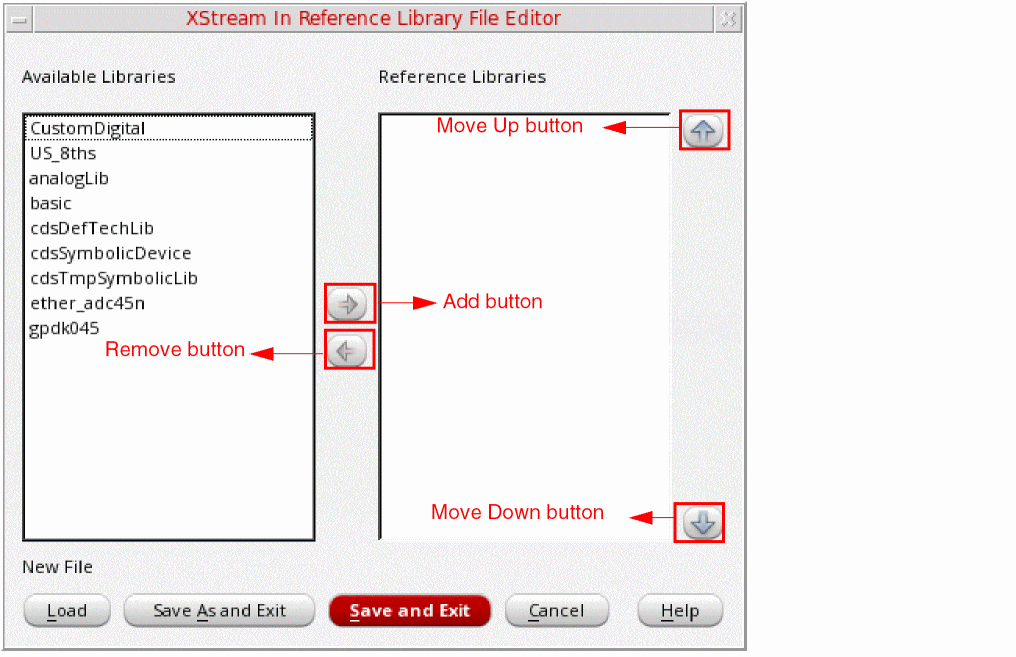 XStream In Reference Library File Editor
Available Libraries
Reference Libraries
CustomDigital
US_8ths
analogLib
basic
cdsDefTechLib
cdsSymbolicDevice
cdsTmpSymbolicLib
ether_adc45n
gpdk045
Move Up button
Add button
Remove button
Move Down button
New File
Load
Save As and Exit
Save and Exit
Cancel
Help